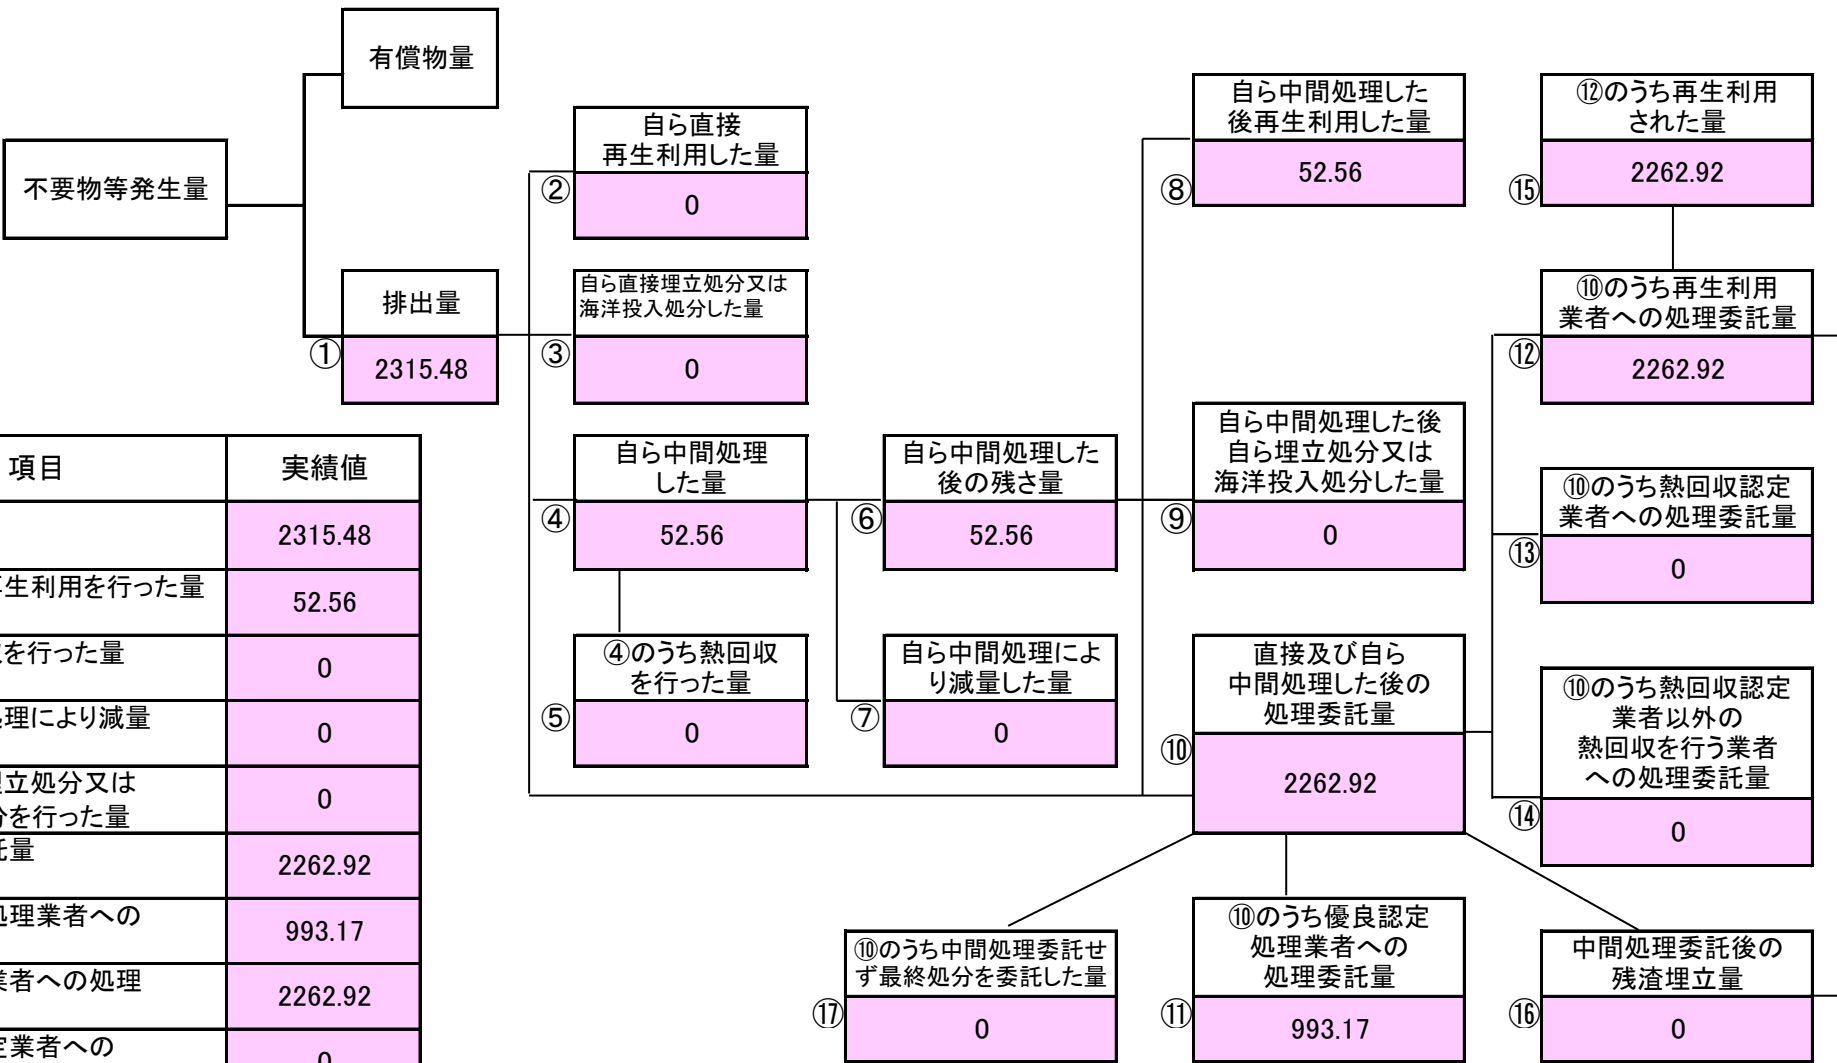 有償物量
不要物等発生量
排出量
①
2315.48
自ら直接
再生利用した量
②
0
自ら直接埋立処分又は
海洋投入処分した量
③
0
自ら中間処理
した量
④
52.56
④のうち熱回収
を行った量
⑤
0
自ら中間処理した
後の残さ量
⑥
52.56
自ら中間処理によ
り減量した量
⑦
0
自ら中間処理した
後再生利用した量
⑧
52.56
自ら中間処理した後
自ら埋立処分又は
海洋投入処分した量
⑨
0
直接及び自ら
中間処理した後の
処理委託量
⑩
2262.92
⑫のうち再生利用
された量
⑮
2262.92
⑩のうち再生利用
業者への処理委託量
⑫
2262.92
⑩のうち熱回収認定
業者への処理委託量
⑬
0
⑩のうち熱回収認定
業者以外の
熱回収を行う業者
への処理委託量
⑭
0
⑩のうち中間処理委託せ
ず最終処分を委託した量
⑰
0
⑩のうち優良認定
処理業者への
処理委託量
⑪
993.17
中間処理委託後の
残渣埋立量
⑯
0
項目 実績値
2315.48
生利用を行った量 52.56
を行った量 0
理により減量 0
立処分又は
を行った量 0
量 2262.92
処理業者への 993.17
業者への処理 2262.92
業者への 0